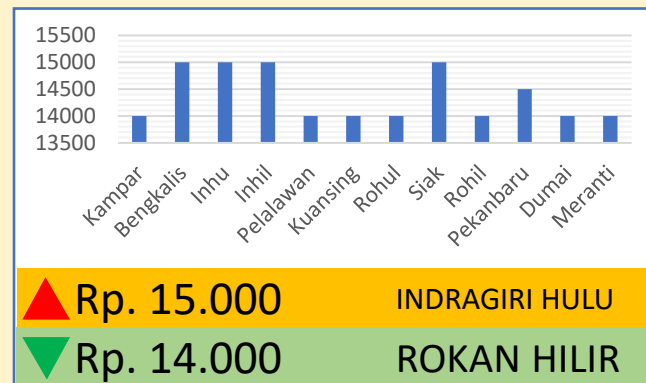 15500
15000
14500
14000
13500
Kampar
Bengkalis
Inhu
Inhil
Pelalawan
Kuansing
Rohul
Siak
Rohil
Pekanbaru
Dumai
Meranti
Rp. 15.000 INDRAGIRI HULU
Rp. 14.000 ROKAN HILIR